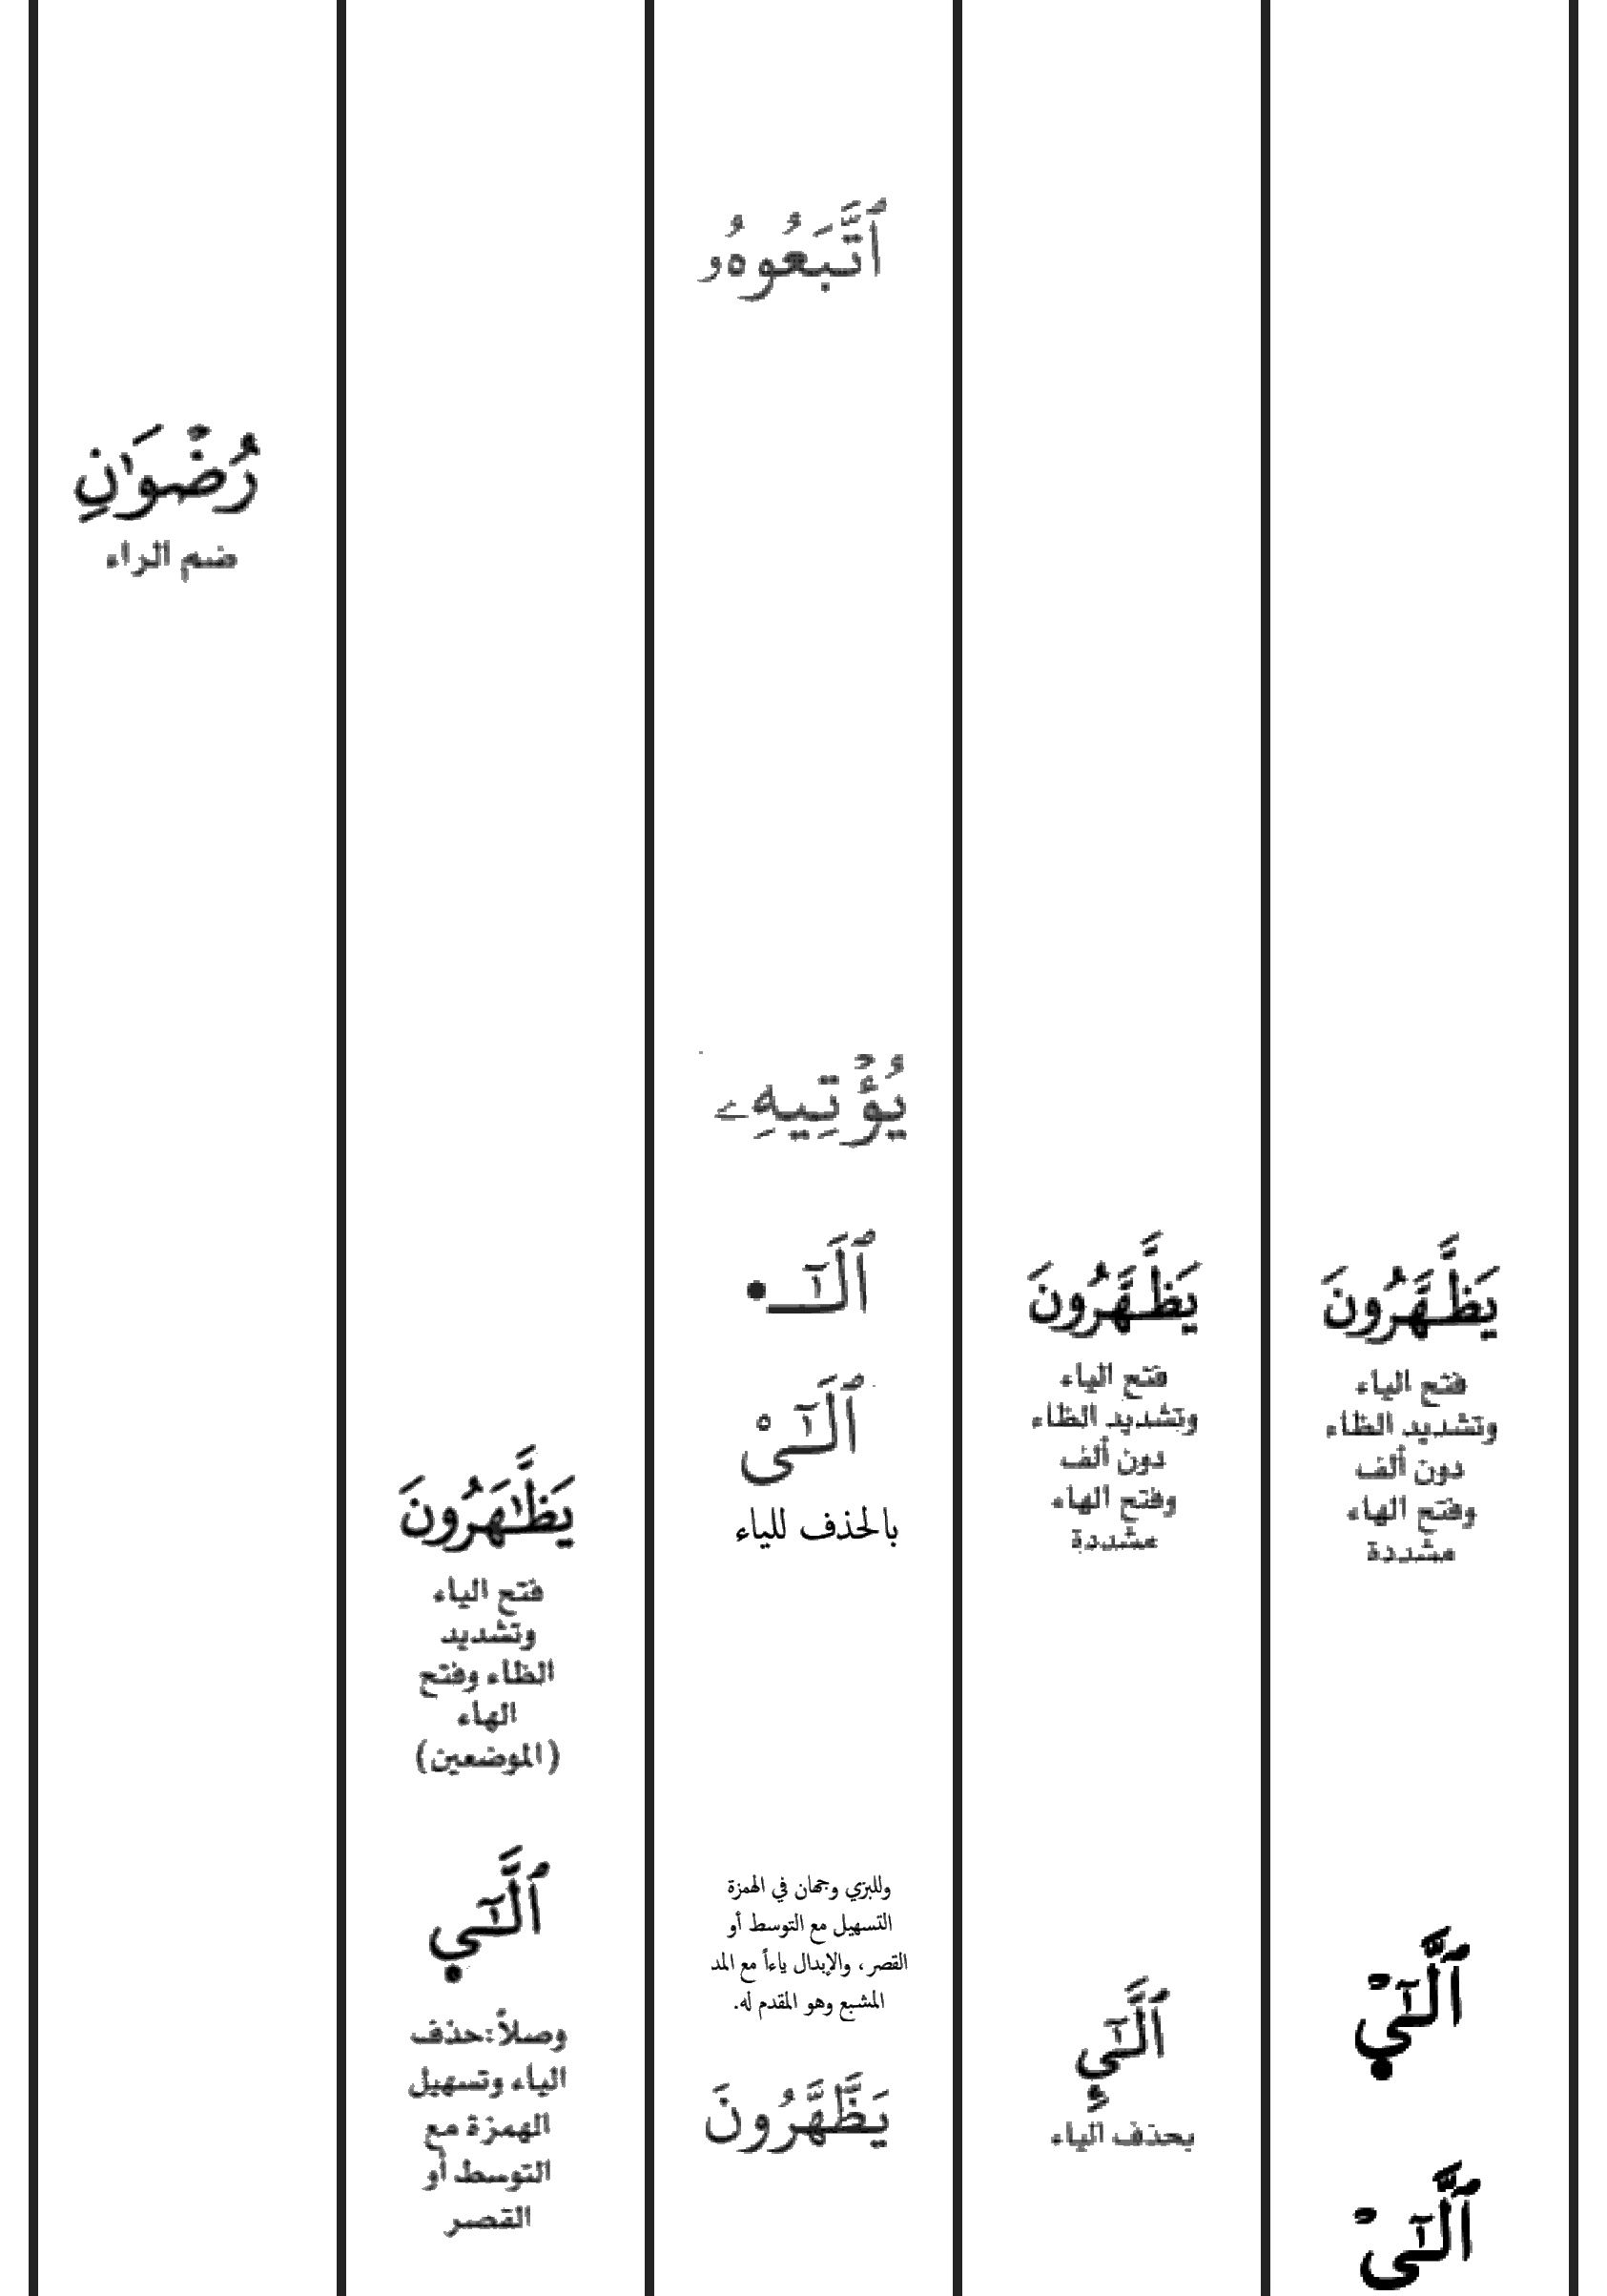 يَظَّهَّرُونَ
فتح الياء
وتشديد الظاء
دون ألف
وفتح الهاء
مشددة
ٱلَّـٰٓيْ
ٱلَّـٰٓيْ
يَظَّهَّرُونَ
فتح الياء
وتشديد الظاء
دون ألف
وفتح الهاء
مشددة
ٱلَّـٰٓيِٕ
بحذف الياء
ٱتَّبَعُوهُۥ
يُؤْتِيهِۦ
ٱلَـٰٓـ•
ٱلَـٰٓىْ
بالحذف للياء
وللبزي وجهان في الهمزة
التسهيل مع التوسط أو
القصر، والإبدال ياءاً مع المد
المشبع وهو المقدم له.
يَظَّهَّرُونَ
يَظَّـٰهَرُونَ
فتح الياء
وتشديد
الظاء وفتح
الهاء
(الموضعين)
ٱلَّـٰٓي
وصلاً: حذف
الياء وتسهيل
الهمزة مع
التوسط أو
القصر
رُضْوَٰنِ
ضم الراء